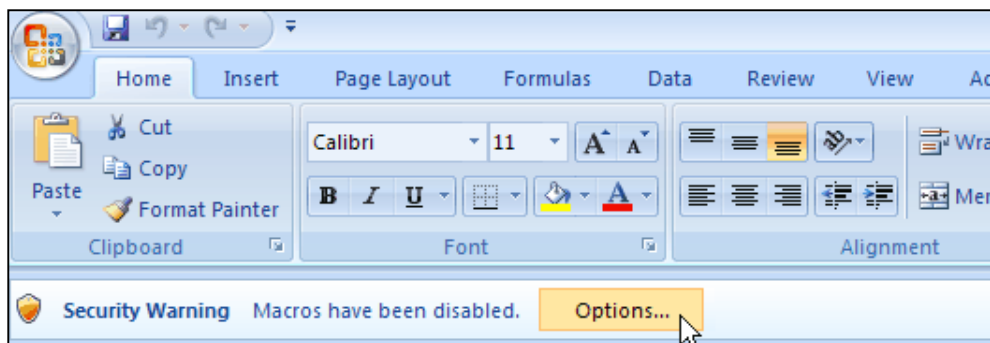 Home Insert Page Layout Formulas Data Review View
Cut
Calibri 11 A A
Copy
Paste
B I U A
Format Painter
Clipboard Font Alignment
Security Warning Macros have been disabled. Options...